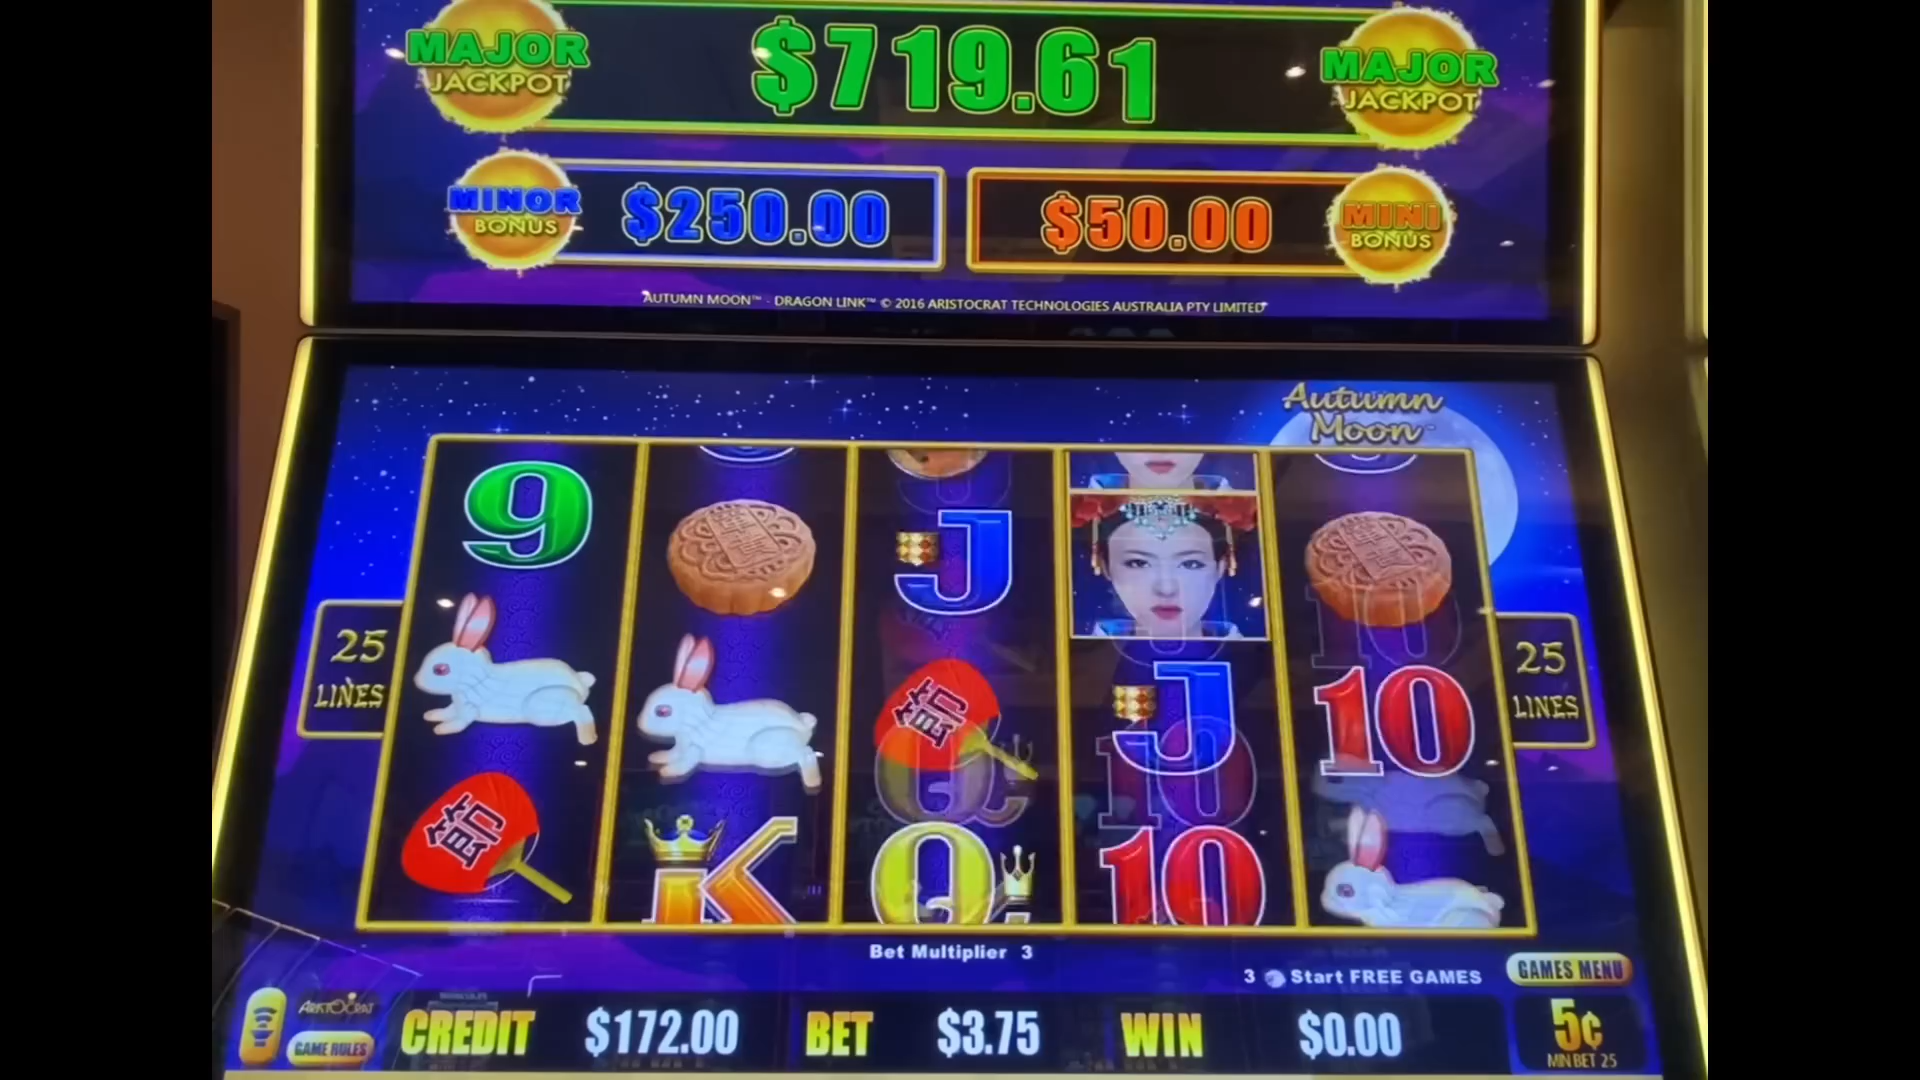 MAJOR
JACKPOT
$719.61
MAJOR
JACKPOT
MINOR
BONUS
$250.00
$50.00
MINI
BONUS
AUTUMN MOON™ - DRAGON LINK™ © 2016 ARISTOCRAT TECHNOLOGIES AUSTRALIA PTY LIMITED
Autumn
Moon™
9
J
25
LINES
25
LINES
J
10
K
Q
10
Bet Multiplier 3
3 Start FREE GAMES
GAMES MENU
ARISTOCRAT
GAME RULES
CREDIT $172.00 BET $3.75 WIN $0.00
5¢
MIN BET 25